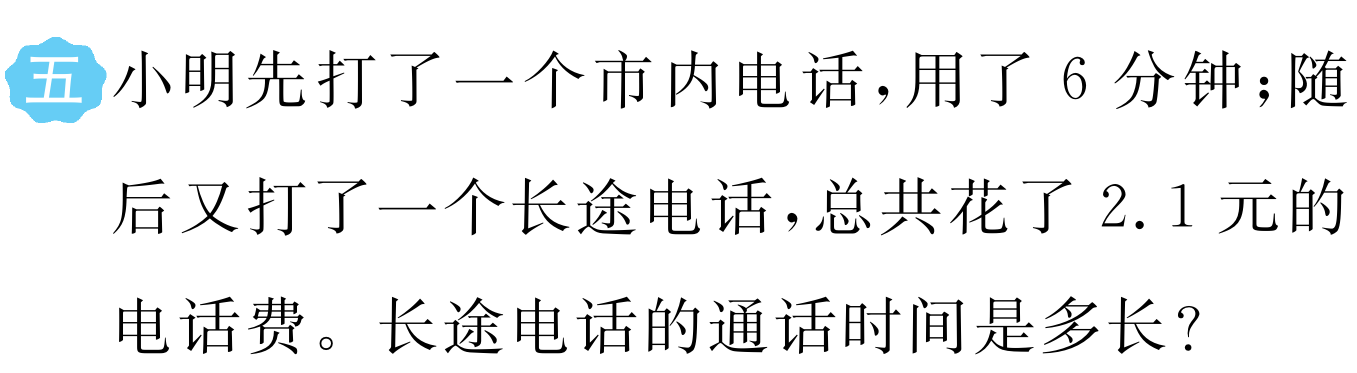 五 小明先打了一个市内电话,用了 6 分钟;随
后又打了一个长途电话,总共花了 2.1 元的
电话费。长途电话的通话时间是多长?